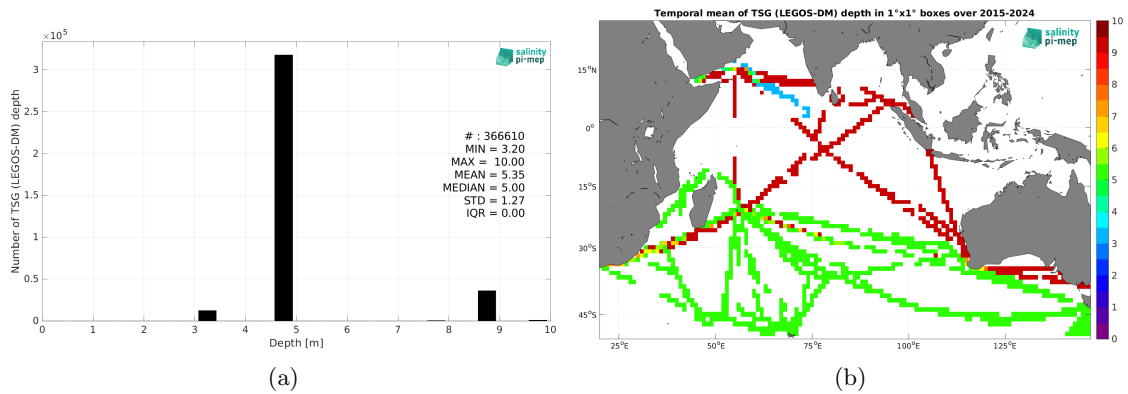 ×10⁵
3
2.5
2
1.5
1
0.5
0
0
1
2
3
4
5
6
7
8
9
10
Number of TSG (LEGOS-DM) depth
Depth [m]
salinity
pi-mep
# : 366610
MIN = 3.20
MAX = 10.00
MEAN = 5.35
MEDIAN = 5.00
STD = 1.27
IQR = 0.00
(a)
Temporal mean of TSG (LEGOS-DM) depth in 1°x1° boxes over 2015-2024
salinity
pi-mep
15°N
0°
15°S
30°S
45°S
25°E
50°E
75°E
100°E
125°E
10
9
8
7
6
5
4
3
2
1
0
(b)